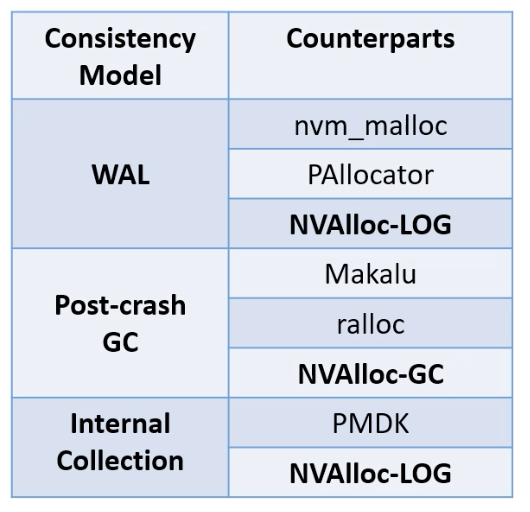 Consistency
Model
Counterparts
WAL
nvm_malloc
PAllocator
NVAlloc-LOG
Post-crash
GC
Makalu
ralloc
NVAlloc-GC
Internal
Collection
PMDK
NVAlloc-LOG